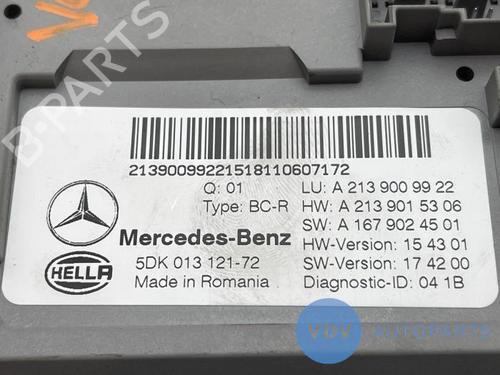 B-Parts
21390099221518110607172
Q: 01 LU: A 213 900 99 22
Type: BC-R HW: A 213 901 53 06
SW: A 167 902 45 01
Mercedes-Benz HW-Version: 15 43 01
HELLA 5DK 013 121-72 SW-Version: 17 42 00
Made in Romania Diagnostic-ID: 04 1B
VDV AUTOPARTS